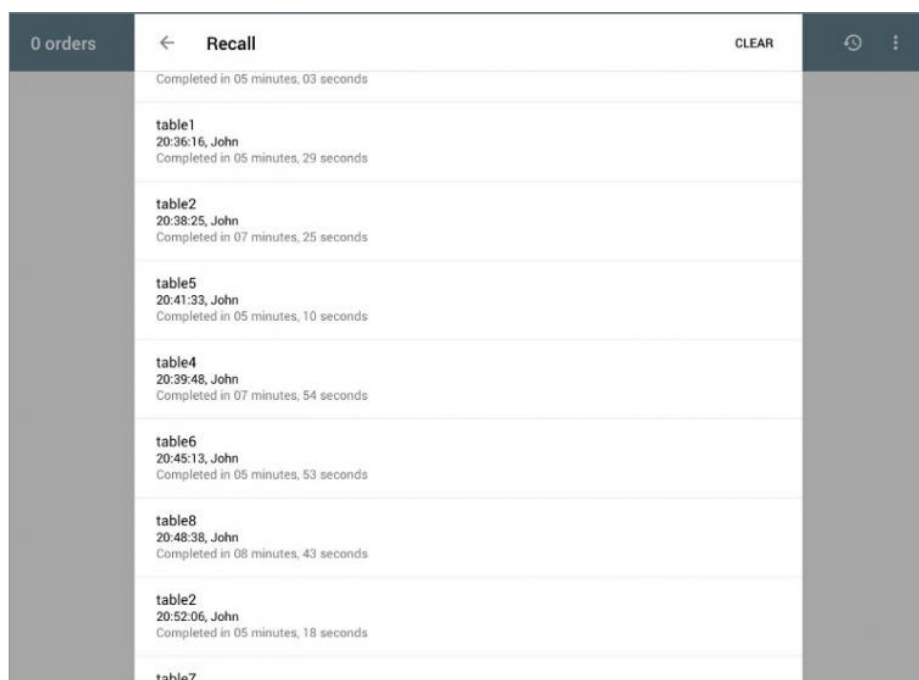 0 orders
Recall
CLEAR
Completed in 05 minutes, 03 seconds
table1
20:36:16, John
Completed in 05 minutes, 29 seconds
table2
20:38:25, John
Completed in 07 minutes, 25 seconds
table5
20:41:33, John
Completed in 05 minutes, 10 seconds
table4
20:39:48, John
Completed in 07 minutes, 54 seconds
table6
20:45:13, John
Completed in 05 minutes, 53 seconds
table8
20:48:38, John
Completed in 08 minutes, 43 seconds
table2
20:52:06, John
Completed in 05 minutes, 18 seconds
table7